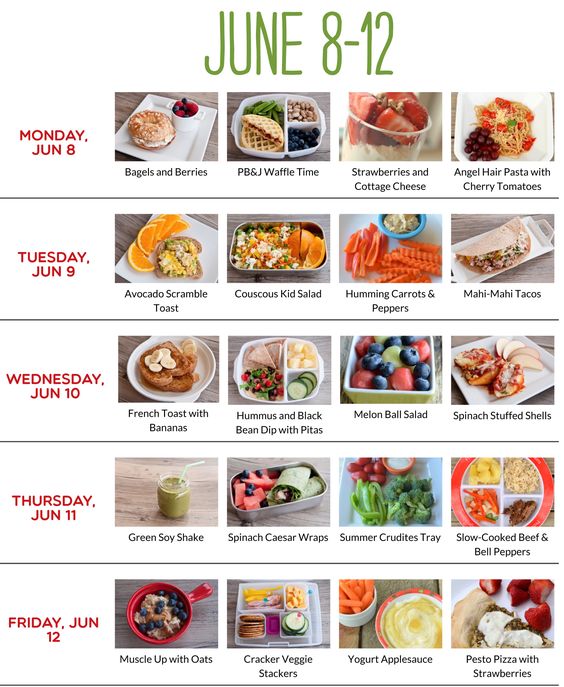 JUNE 8-12
MONDAY,
JUN 8
Bagels and Berries
PB&J Waffle Time
Strawberries and
Cottage Cheese
Angel Hair Pasta with
Cherry Tomatoes
TUESDAY,
JUN 9
Avocado Scramble
Toast
Couscous Kid Salad
Humming Carrots &
Peppers
Mahi-Mahi Tacos
WEDNESDAY,
JUN 10
French Toast with
Bananas
Hummus and Black
Bean Dip with Pitas
Melon Ball Salad
Spinach Stuffed Shells
THURSDAY,
JUN 11
Green Soy Shake
Spinach Caesar Wraps
Summer Crudites Tray
Slow-Cooked Beef &
Bell Peppers
FRIDAY, JUN
12
Muscle Up with Oats
Cracker Veggie
Stackers
Yogurt Applesauce
Pesto Pizza with
Strawberries